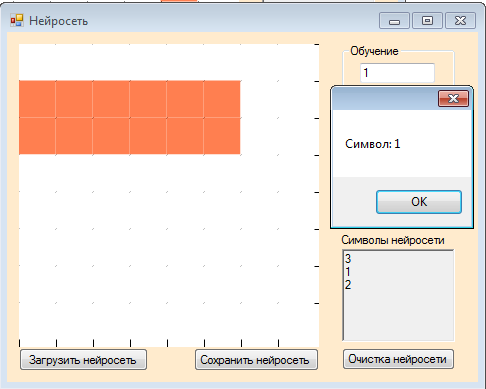 Нейросеть
Обучение
1
Символ: 1
OK
Символы нейросети
3
1
2
Загрузить нейросеть
Сохранить нейросеть
Очистка нейросети